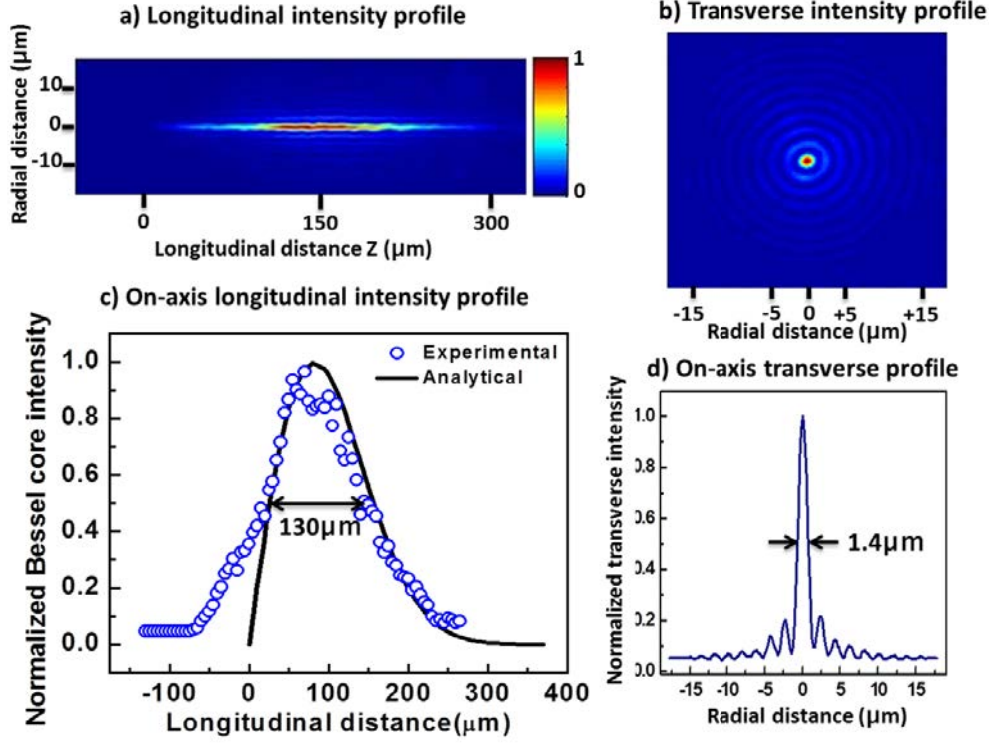 a) Longitudinal intensity profile
Radial distance (µm)
10
0
-10
0
150
300
Longitudinal distance Z (µm)
1
0
b) Transverse intensity profile
-15
-5
0
+5
+15
Radial distance (µm)
c) On-axis longitudinal intensity profile
Normalized Bessel core intensity
1.0
0.8
0.6
0.4
0.2
0.0
Experimental
Analytical
130µm
-100
0
100
200
300
400
Longitudinal distance(µm)
d) On-axis transverse profile
Normalized transverse intensity
1.0
0.8
0.6
0.4
0.2
0.0
1.4µm
-15
-10
-5
0
5
10
15
Radial distance (µm)